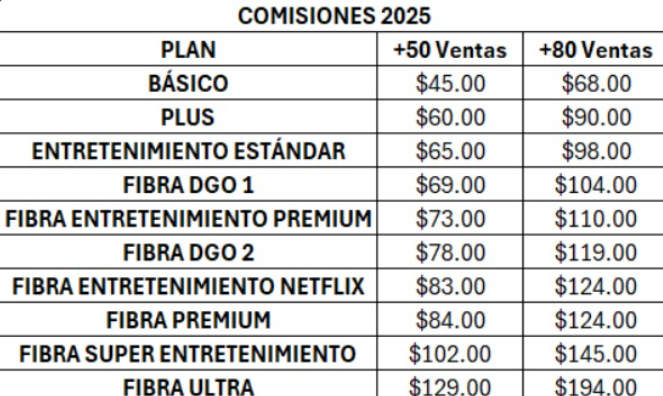 COMISIONES 2025
PLAN +50 Ventas +80 Ventas
BÁSICO $45.00 $68.00
PLUS $60.00 $90.00
ENTRETENIMIENTO ESTÁNDAR $65.00 $98.00
FIBRA DGO 1 $69.00 $104.00
FIBRA ENTRETENIMIENTO PREMIUM $73.00 $110.00
FIBRA DGO 2 $78.00 $119.00
FIBRA ENTRETENIMIENTO NETFLIX $83.00 $124.00
FIBRA PREMIUM $84.00 $124.00
FIBRA SUPER ENTRETENIMIENTO $102.00 $145.00
FIBRA ULTRA $129.00 $194.00